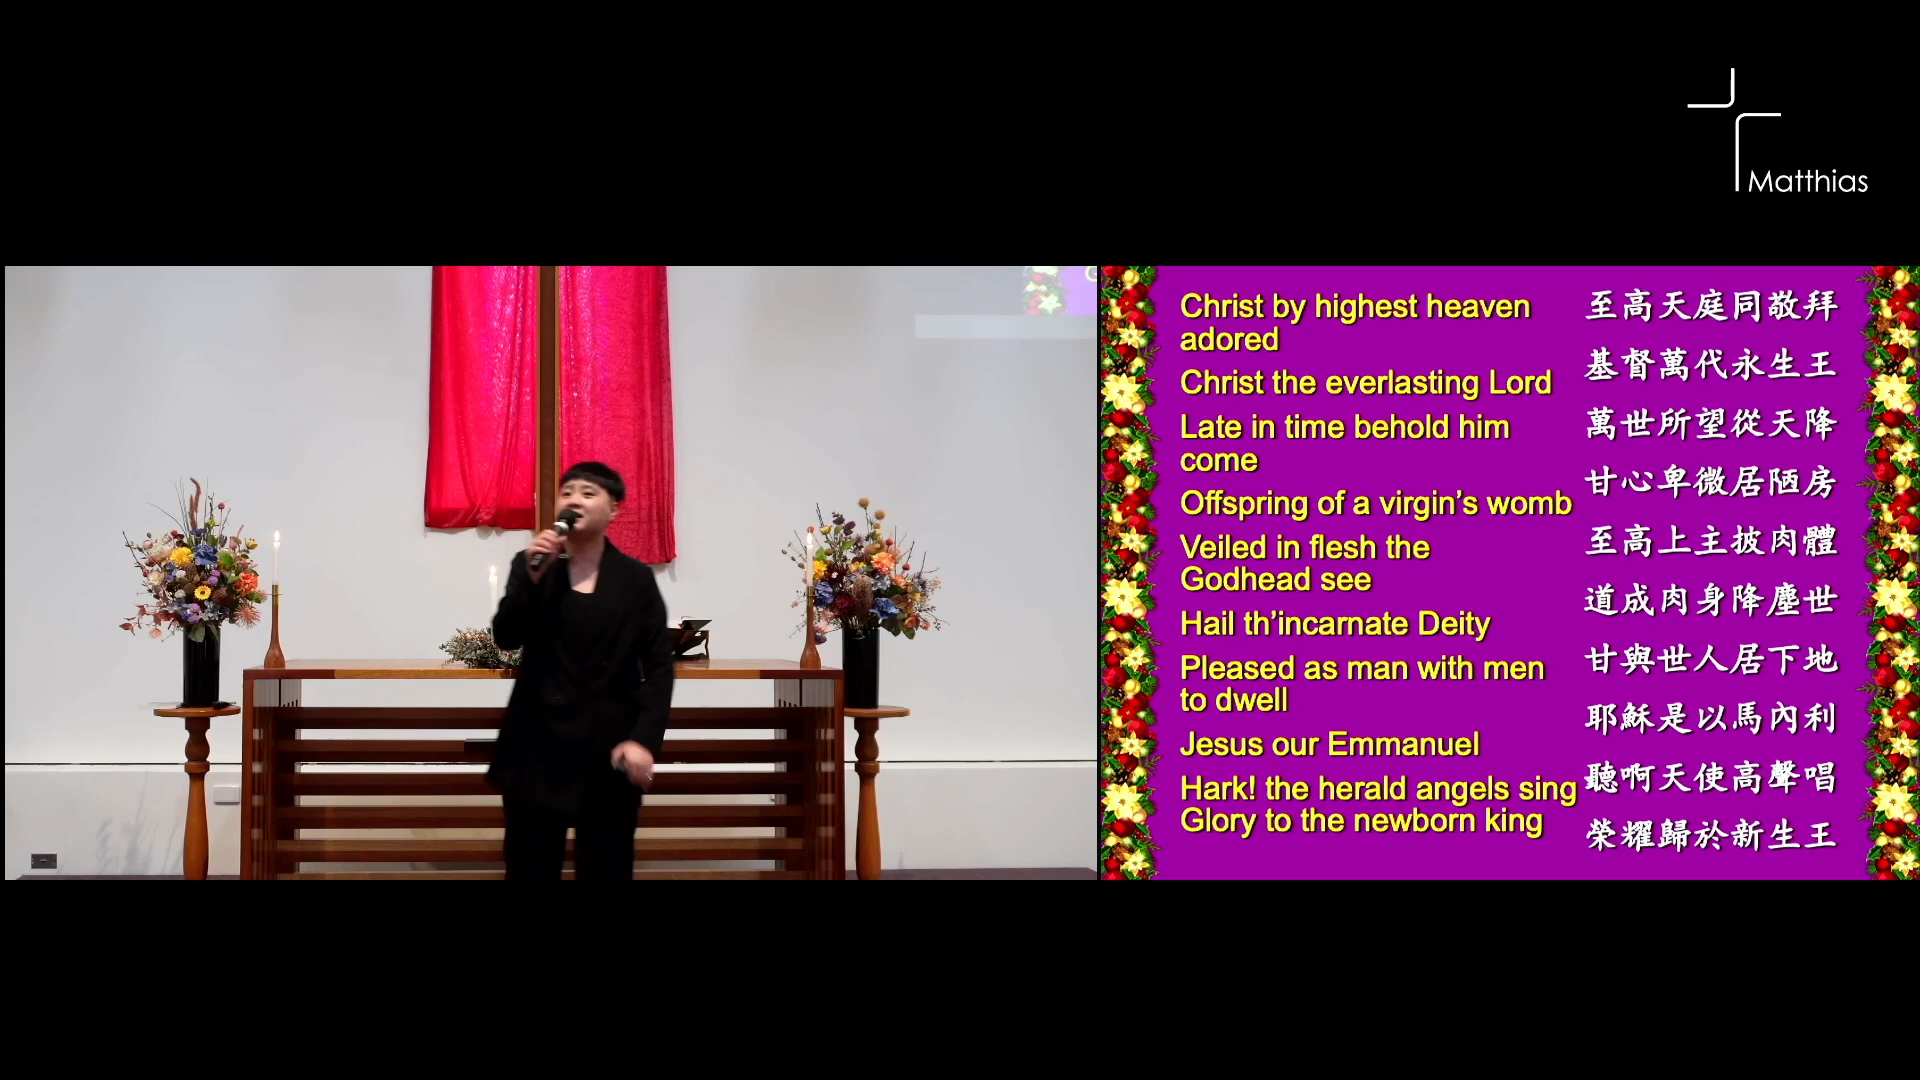 Matthias
Christ by highest heaven
adored
Christ the everlasting Lord
Late in time behold him
come
Offspring of a virgin’s womb
Veiled in flesh the
Godhead see
Hail th’incarnate Deity
Pleased as man with men
to dwell
Jesus our Emmanuel
Hark! the herald angels sing
Glory to the newborn king
至高天庭同敬拜
基督萬代永生王
萬世所望從天降
甘心卑微居陋房
至高上主披肉體
道成肉身降塵世
甘與世人居下地
耶穌是以馬內利
聽啊天使高聲唱
榮耀歸於新生王